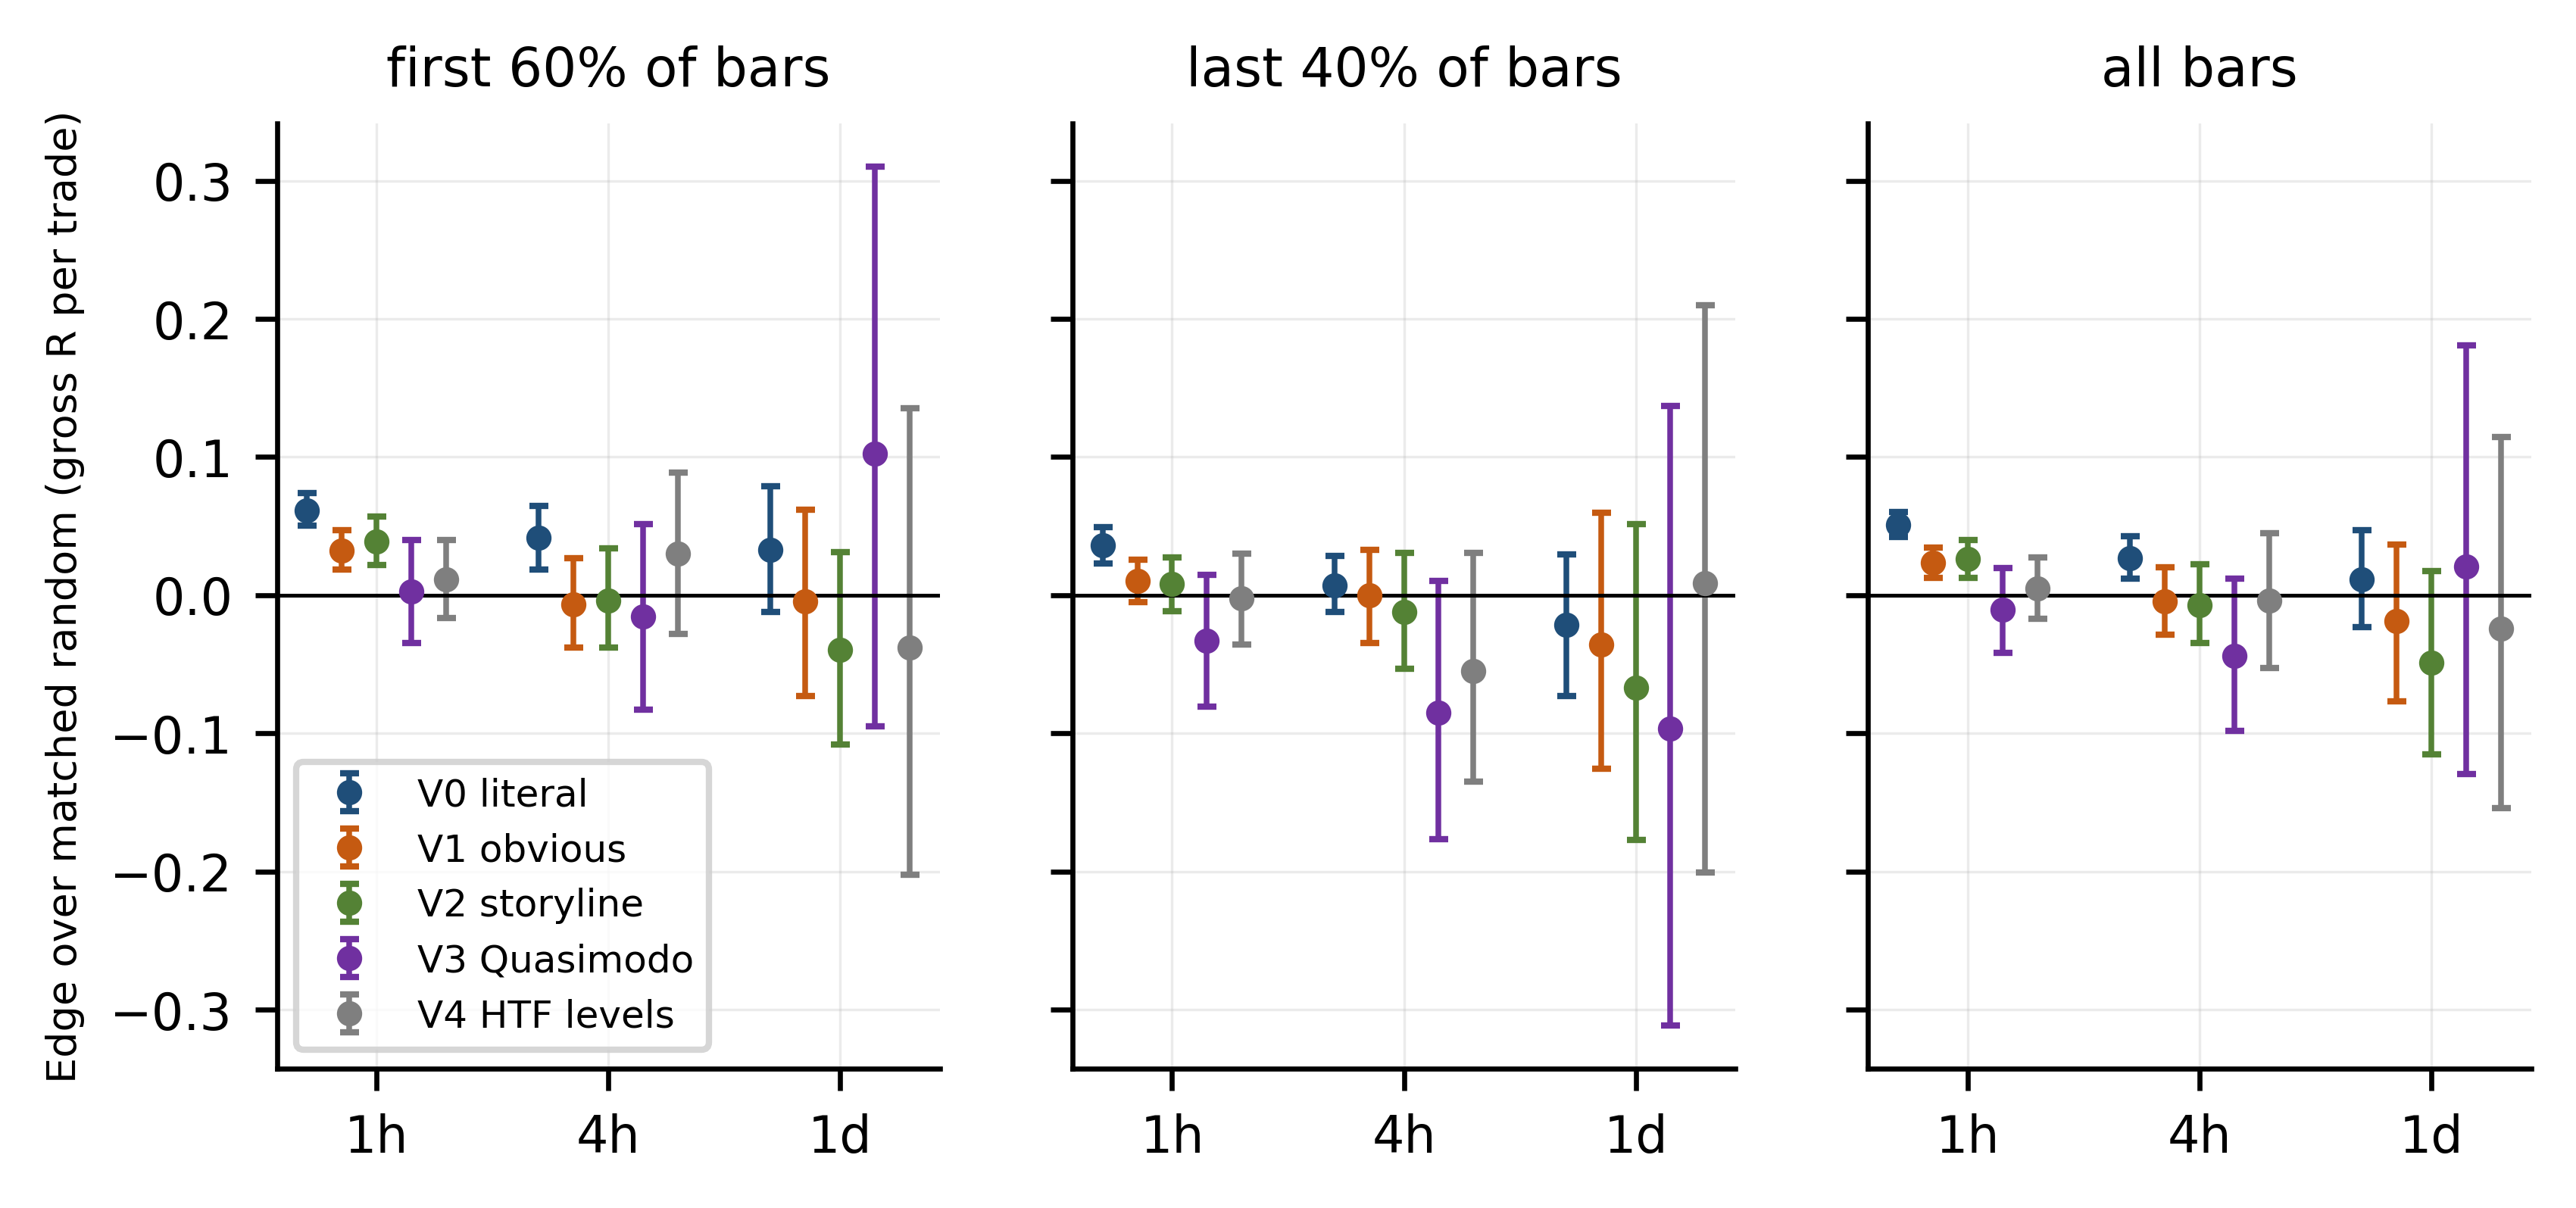 first 60% of bars
last 40% of bars
all bars
Edge over matched random (gross R per trade)
0.3
0.2
0.1
0.0
−0.1
−0.2
−0.3
V0 literal
V1 obvious
V2 storyline
V3 Quasimodo
V4 HTF levels
1h
4h
1d
1h
4h
1d
1h
4h
1d